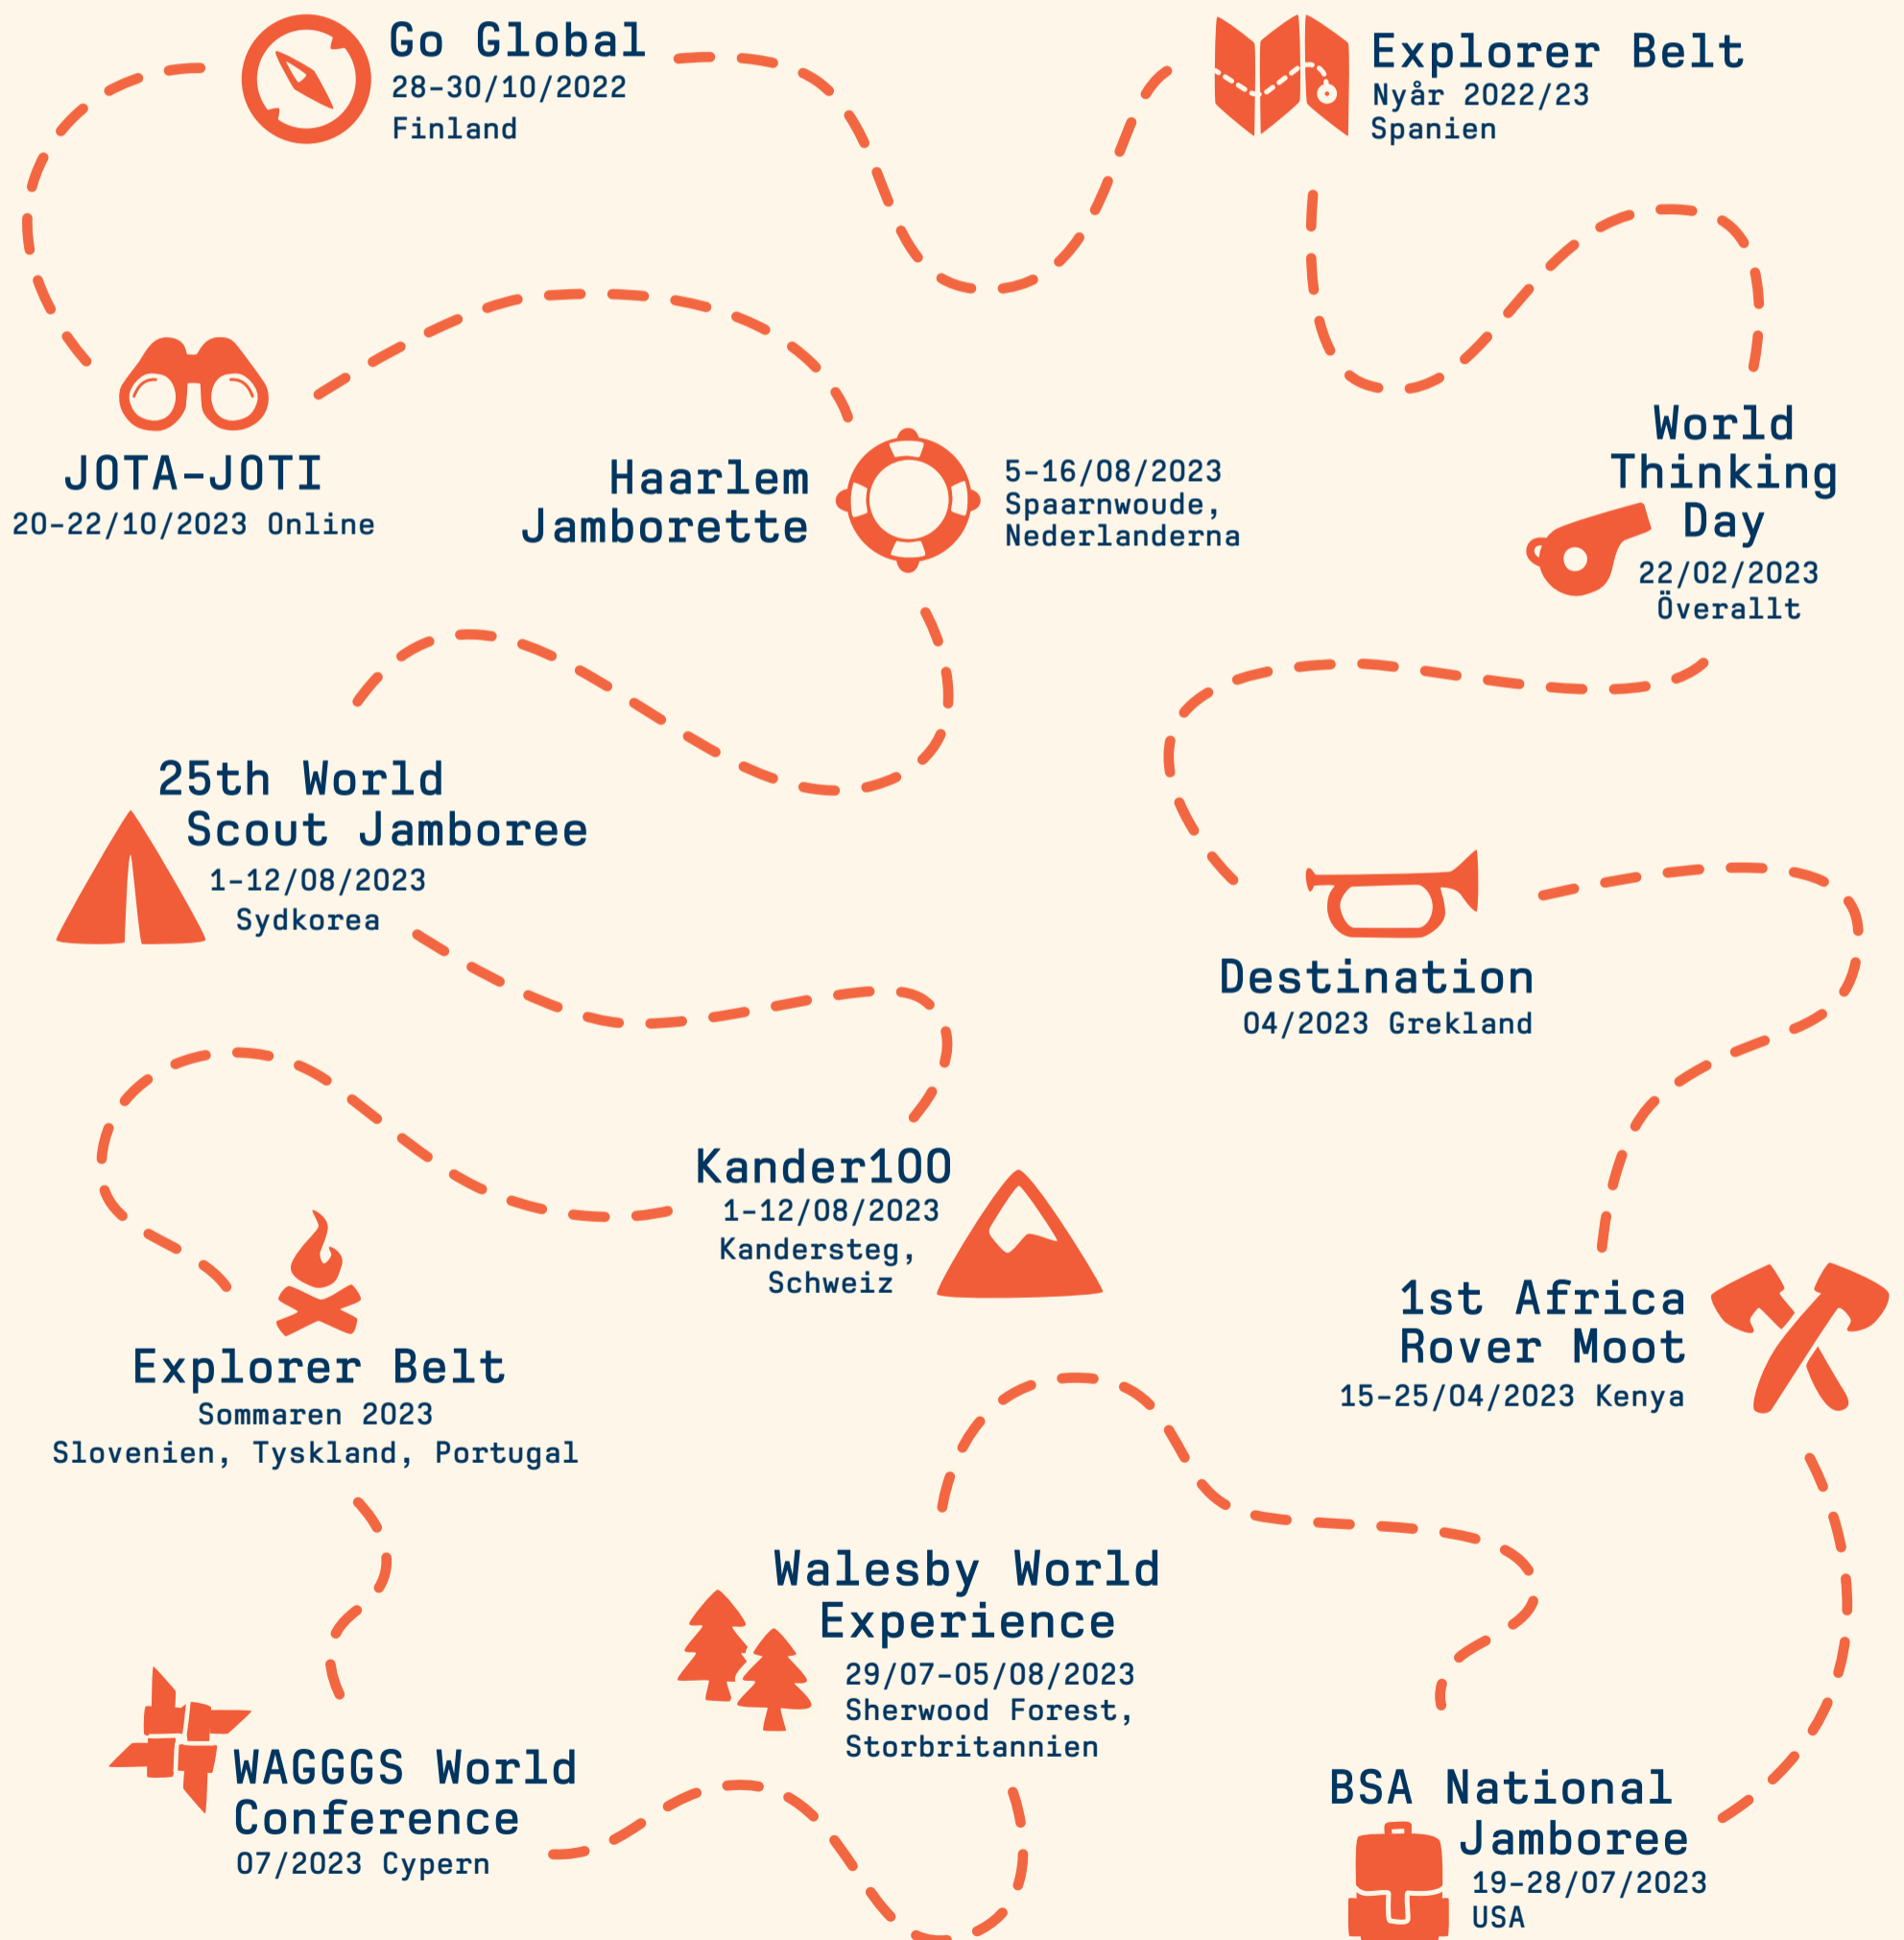 Go Global
28-30/10/2022
Finland
Explorer Belt
Nyår 2022/23
Spanien
JOTA-JOTI
20-22/10/2023 Online
Haarlem
Jamborette
5-16/08/2023
Spaarnwoude,
Nederlanderna
World
Thinking
Day
22/02/2023
Överallt
25th World
Scout Jamboree
1-12/08/2023
Sydkorea
Destination
04/2023 Grekland
Kander100
1-12/08/2023
Kandersteg,
Schweiz
1st Africa
Rover Moot
15-25/04/2023 Kenya
Explorer Belt
Sommaren 2023
Slovenien, Tyskland, Portugal
Walesby World
Experience
29/07-05/08/2023
Sherwood Forest,
Storbritannien
WAGGGS World
Conference
07/2023 Cypern
BSA National
Jamboree
19-28/07/2023
USA